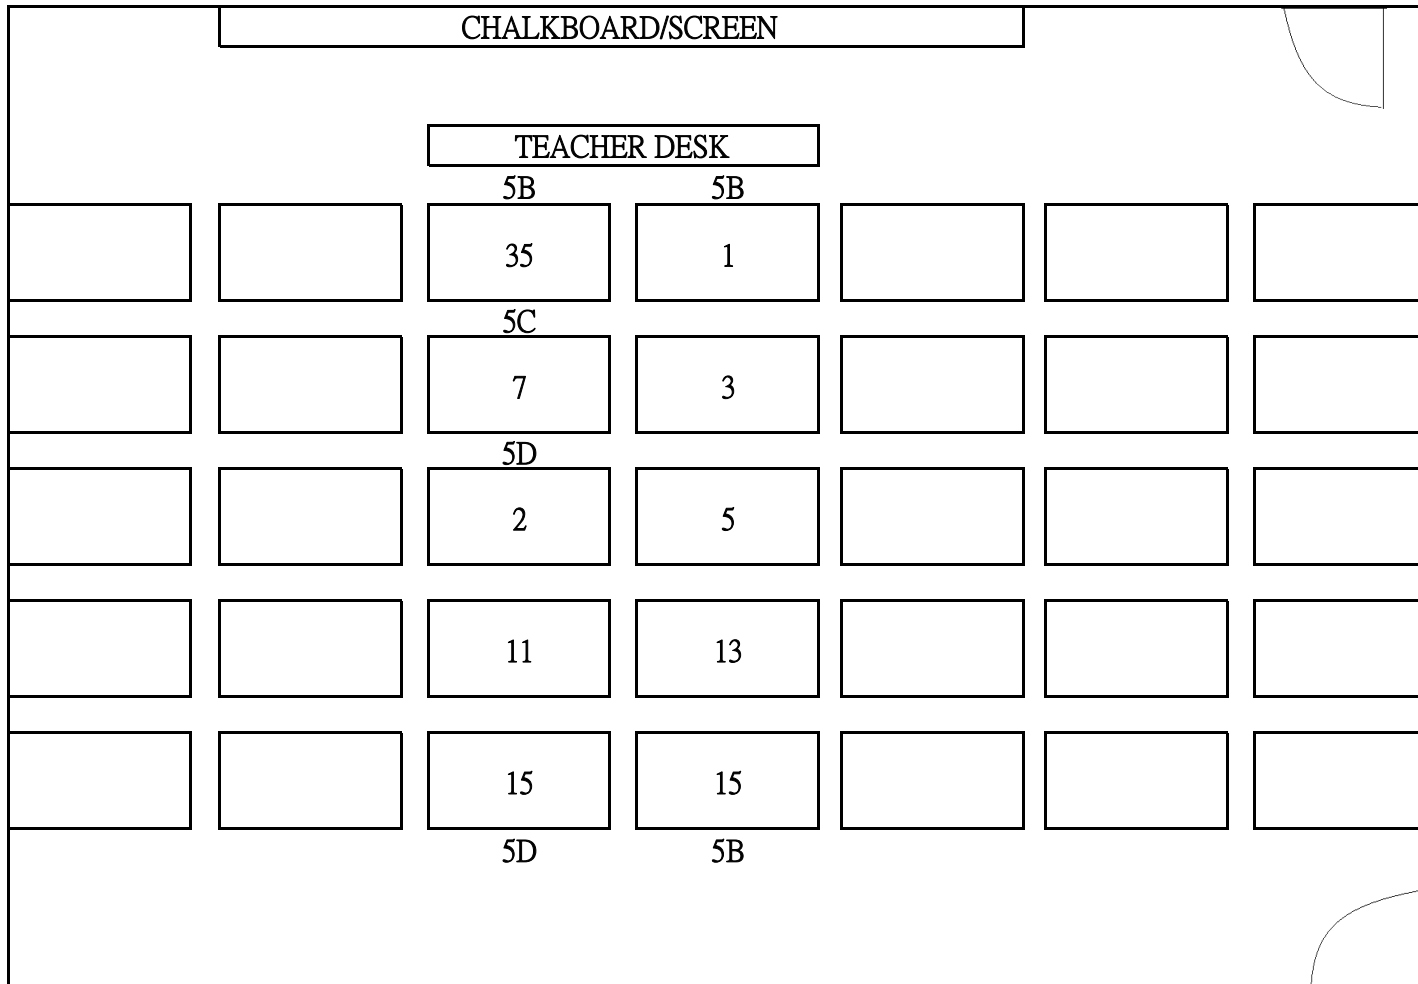 CHALKBOARD/SCREEN
TEACHER DESK
5B 5B
35 1
5C
7 3
5D
2 5
11 13
15 15
5D 5B